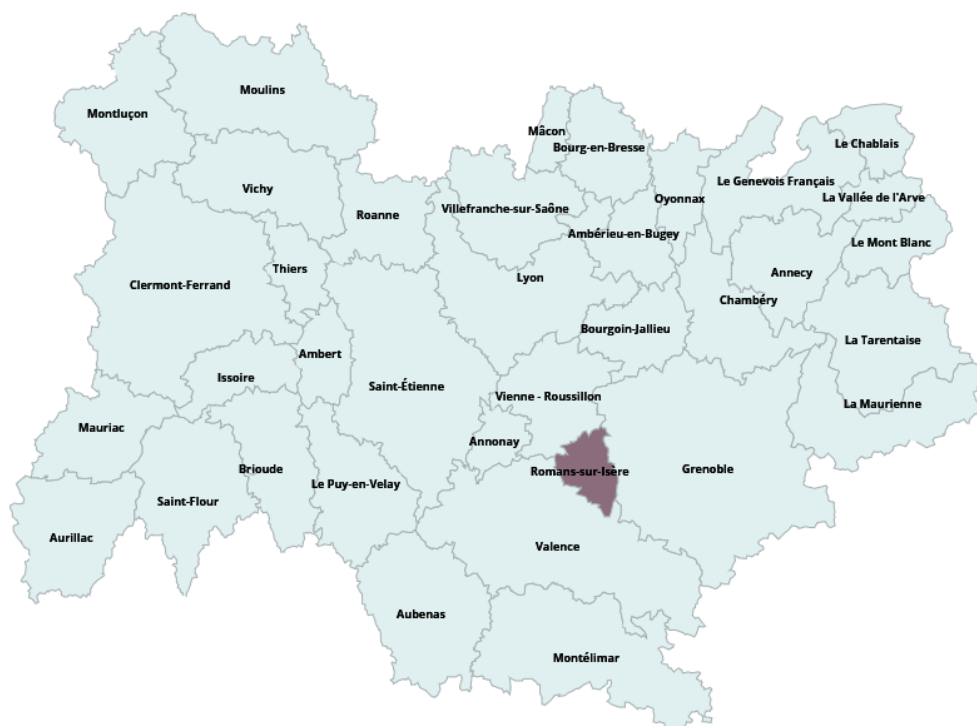 Moulins
Montluçon
Mâcon
Bourg-en-Bresse
Le Chablais
Vichy
Le Genevois Français
La Vallée de l'Arve
Oyonnax
Villefranche-sur-Saône
Roanne
Ambérieu-en-Bugey
Le Mont Blanc
Thiers
Annecy
Lyon
Clermont-Ferrand
Chambéry
Bourgoin-Jallieu
La Tarentaise
Ambert
Issoire
Saint-Étienne
Vienne - Roussillon
La Maurienne
Mauriac
Annonay
Brioude
Grenoble
Romans-sur-Isère
Le Puy-en-Velay
Saint-Flour
Aurillac
Valence
Aubenas
Montélimar